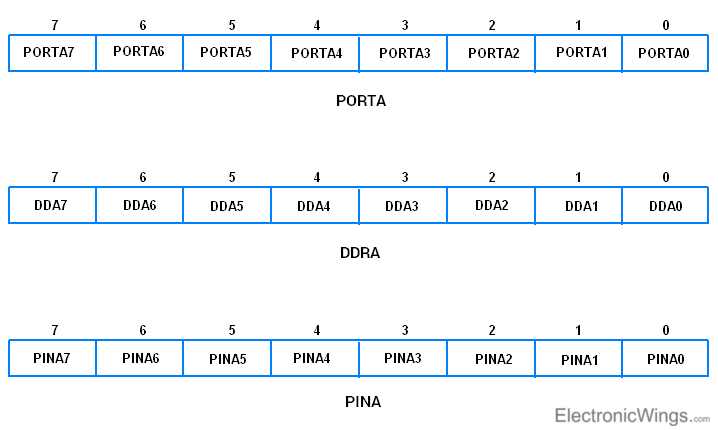 7 6 5 4 3 2 1 0
PORTA7 PORTA6 PORTA5 PORTA4 PORTA3 PORTA2 PORTA1 PORTA0
PORTA
7 6 5 4 3 2 1 0
DDA7 DDA6 DDA5 DDA4 DDA3 DDA2 DDA1 DDA0
DDRA
7 6 5 4 3 2 1 0
PINA7 PINA6 PINA5 PINA4 PINA3 PINA2 PINA1 PINA0
PINA
ElectronicWings.com